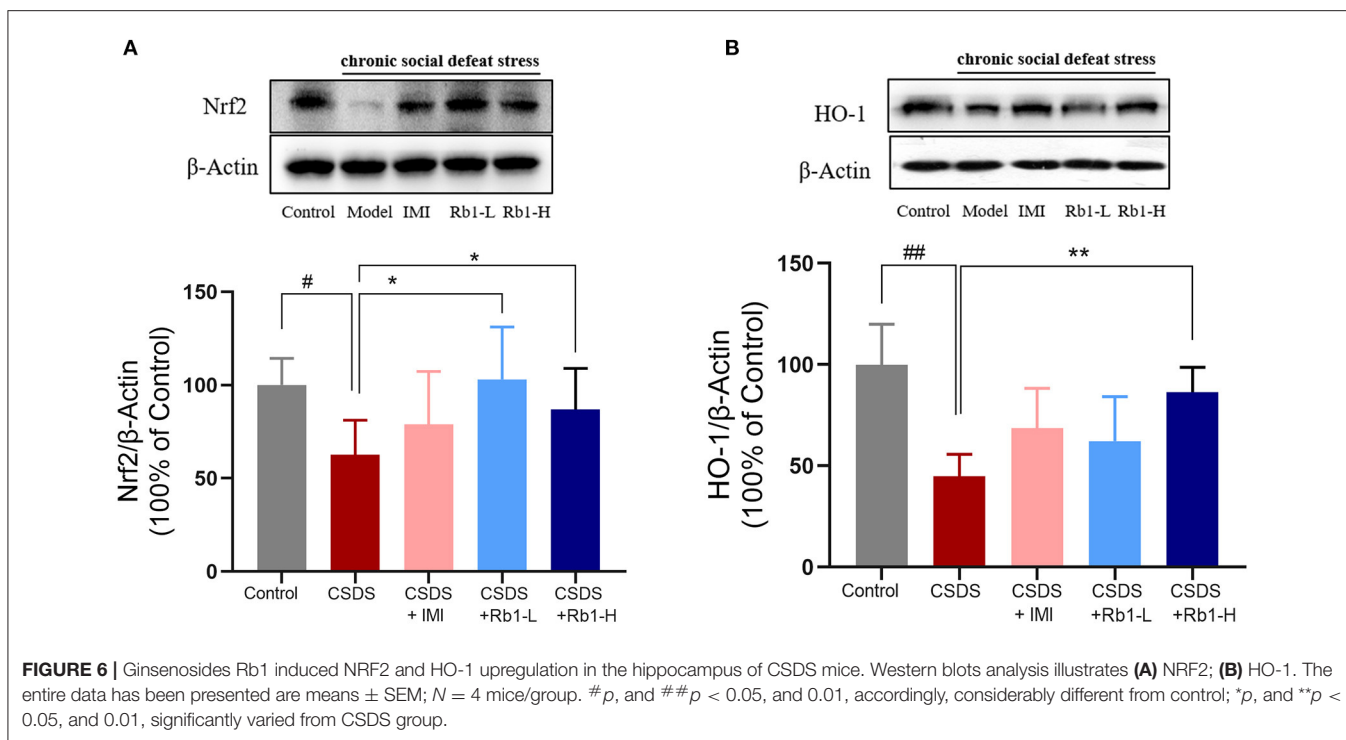 A
chronic social defeat stress
Nrf2
β-Actin
Control Model IMI Rb1-L Rb1-H
*
#
*
150
100
50
0
Nrf2/β-Actin
(100% of Control)
Control
CSDS
CSDS
+ IMI
CSDS
+Rb1-L
CSDS
+Rb1-H
B
chronic social defeat stress
HO-1
β-Actin
Control Model IMI Rb1-L Rb1-H
##
**
150
100
50
0
HO-1/β-Actin
(100% of Control)
Control
CSDS
CSDS
+ IMI
CSDS
+Rb1-L
CSDS
+Rb1-H
FIGURE 6 | Ginsenosides Rb1 induced NRF2 and HO-1 upregulation in the hippocampus of CSDS mice. Western blots analysis illustrates (A) NRF2; (B) HO-1. The
entire data has been presented are means ± SEM; N = 4 mice/group. #p, and ##p < 0.05, and 0.01, accordingly, considerably different from control; *p, and **p <
0.05, and 0.01, significantly varied from CSDS group.